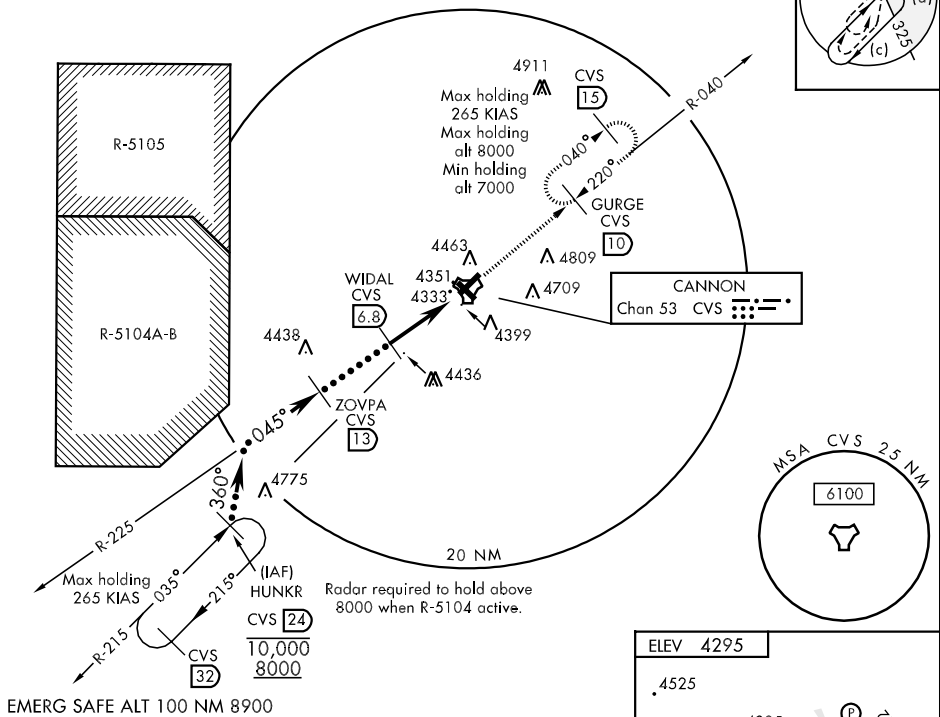 (c)
325
4911
Max holding
265 KIAS
Max holding
alt 8000
Min holding
alt 7000
CVS
15
R-040
040°
220°
GURGE
CVS
10
R-5105
R-5104A-B
4463
4351
4333
4809
4709
4399
WIDAL
CVS
6.8
CANNON
Chan 53 CVS
4438
4436
ZOVPA
CVS
13
045°
360°
4775
R-225
Max holding
265 KIAS
035°
215°
R-215
(IAF)
HUNKR
CVS 24
10,000
8000
CVS
32
20 NM
Radar required to hold above
8000 when R-5104 active.
MSA CVS 25 NM
6100
EMERG SAFE ALT 100 NM 8900
ELEV 4295
4525
P